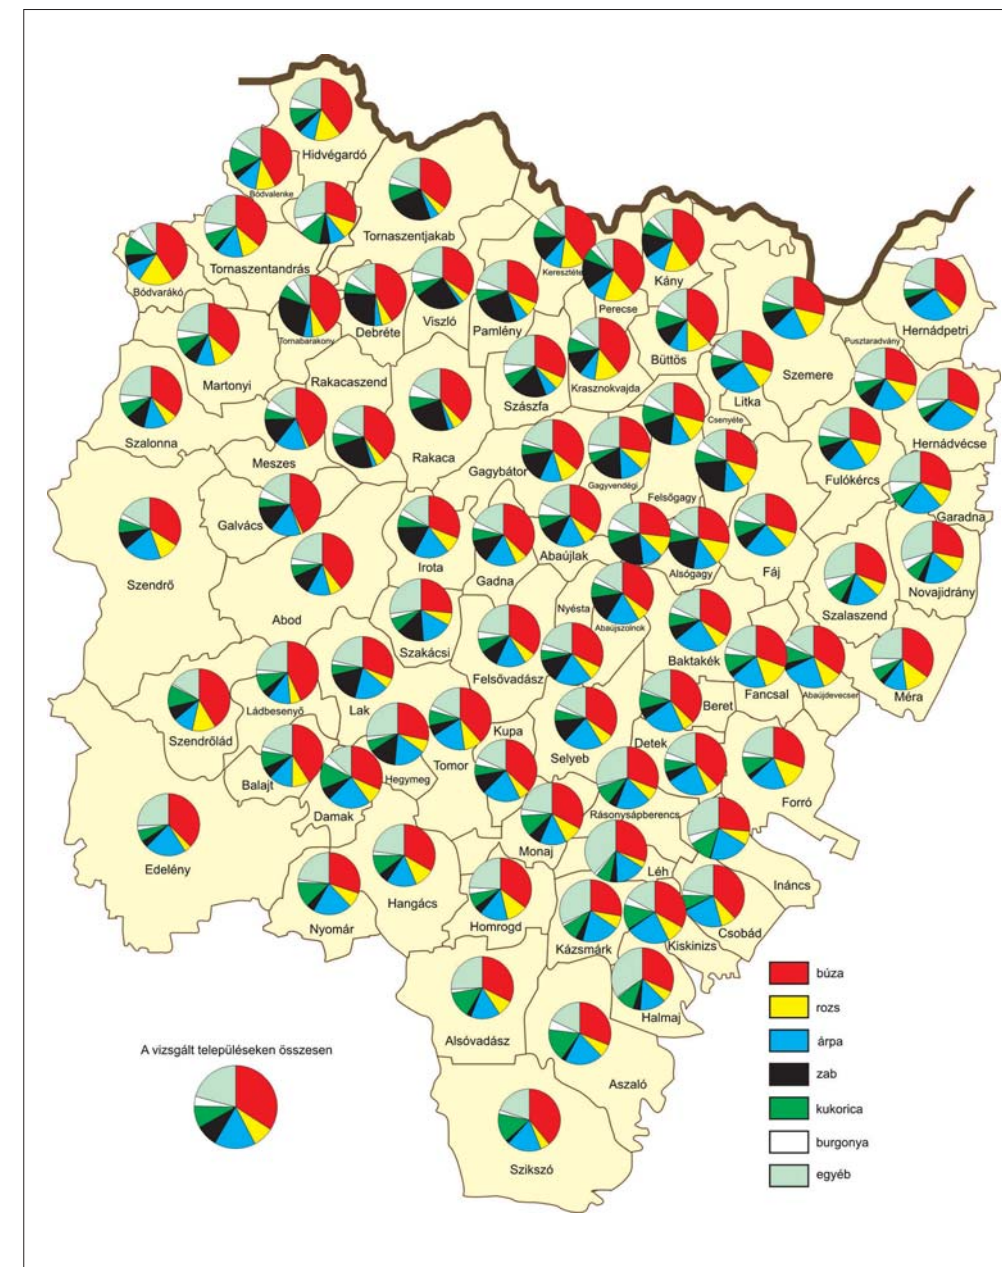 Hidvégardó
Bódvalenke
Tornaszentjakab
Tornaszentandrás
Bódvarákó
Keresztéte
Kány
Perecse
Hernádpetri
Tornabarakony
Debréte
Viszló
Pamlény
Büttös
Pusztaradvány
Szemere
Martonyi
Rakacaszend
Szászfa
Krasznokvajda
Litka
Szalonna
Meszes
Rakaca
Csenyéte
Hernádvécse
Gagybátor
Gagyvendégi
Felsőgagy
Fulókércs
Garadna
Galvács
Irota
Gadna
Abaújlak
Alsógagy
Fáj
Szendrő
Novajidrány
Abod
Nyésta
Abaújszolnok
Szalaszend
Szakácsi
Felsővadász
Baktakék
Fancsal
Abaújdevecser
Méra
Ládbesenyő
Lak
Beret
Szendrőlád
Kupa
Selyeb
Detek
Balajt
Hegymeg
Tomor
Damak
Rásonysápberencs
Forró
Monaj
Edelény
Léh
Ináncs
Hangács
Nyomár
Homrogd
Kázsmárk
Kiskinizs
Csobád
Halmaj
Alsóvadász
Aszaló
Szikszó
A vizsgált településeken összesen
búza
rozs
árpa
zab
kukorica
burgonya
egyéb